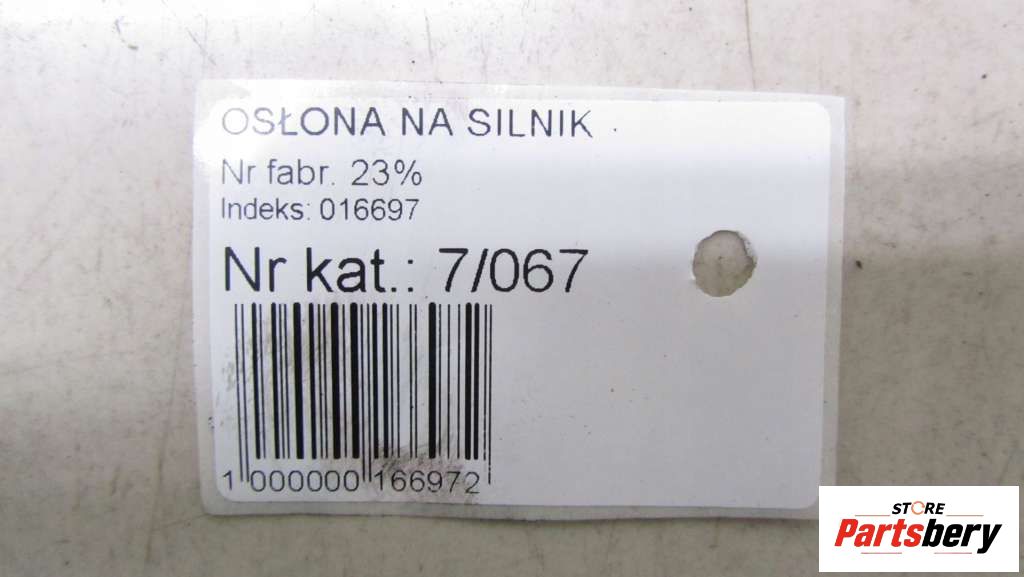 OSŁONA NA SILNIK
Nr fabr. 23%
Indeks: 016697
Nr kat.: 7/067
1 000000 166972
STORE
Partsbery